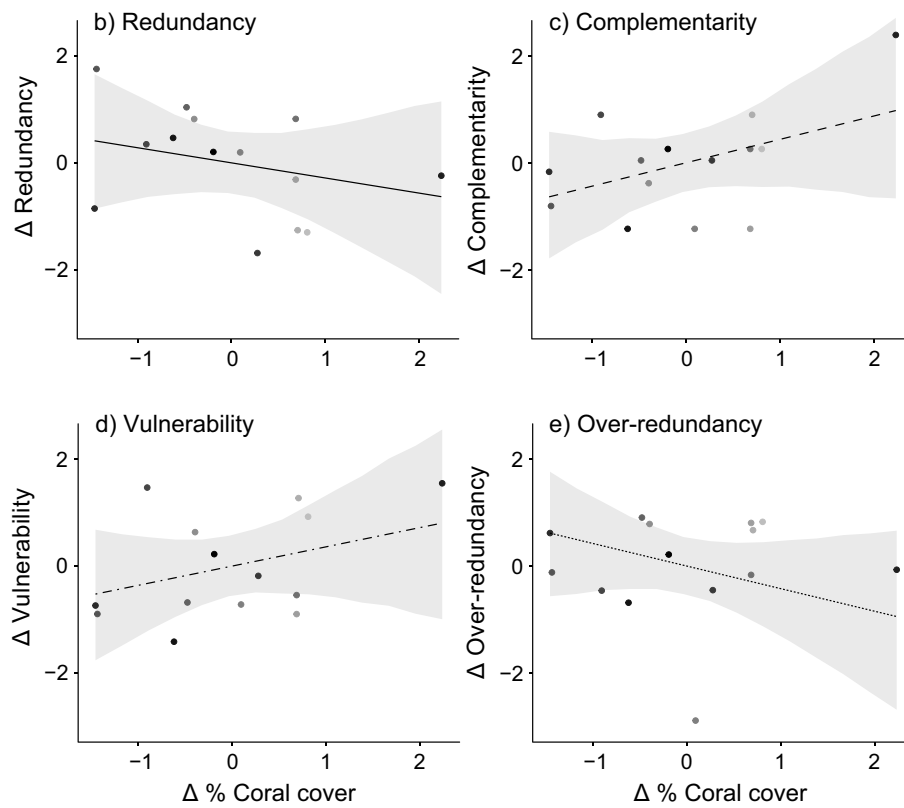 b) Redundancy
Δ Redundancy
2
0
−2
−1
0
1
2
c) Complementarity
Δ Complementarity
2
0
−2
−1
0
1
2
d) Vulnerability
Δ Vulnerability
2
0
−2
−1
0
1
2
Δ % Coral cover
e) Over-redundancy
Δ Over-redundancy
2
0
−2
−1
0
1
2
Δ % Coral cover